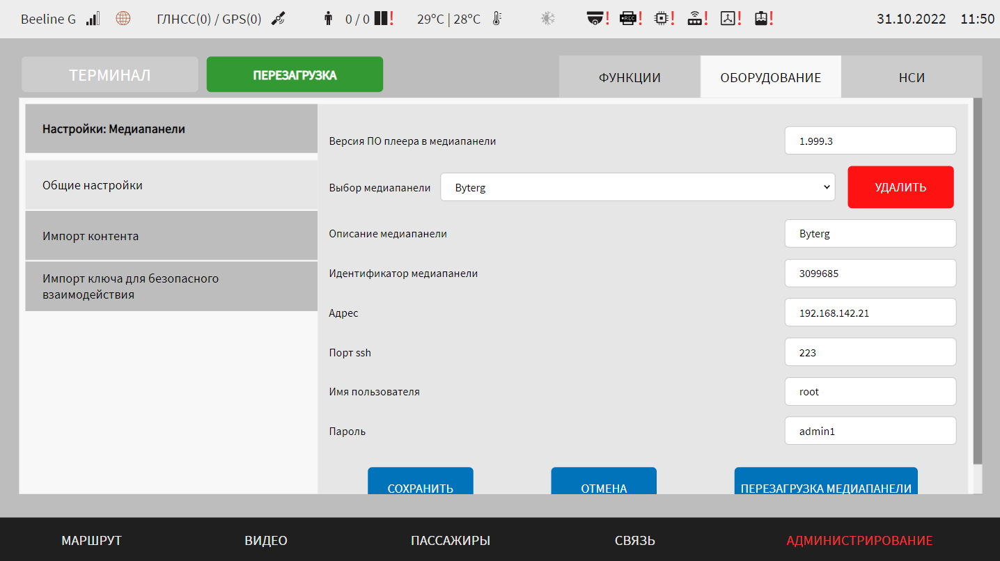 Beeline G ГЛНСС(0) / GPS(0) 0 / 0 ! 29°C | 28°C ! REC ! ! ! ! ! 31.10.2022 11:50
ТЕРМИНАЛ ПЕРЕЗАГРУЗКА ФУНКЦИИ ОБОРУДОВАНИЕ НСИ
Настройки: Медиапанели
Общие настройки
Импорт контента
Импорт ключа для безопасного
взаимодействия
Версия ПО плеера в медиапанели 1.999.3
Выбор медиапанели Byterg УДАЛИТЬ
Описание медиапанели Byterg
Идентификатор медиапанели 3099685
Адрес 192.168.142.21
Порт ssh 223
Имя пользователя root
Пароль admin1
СОХРАНИТЬ ОТМЕНА ПЕРЕЗАГРУЗКА МЕДИАПАНЕЛИ
МАРШРУТ ВИДЕО ПАССАЖИРЫ СВЯЗЬ АДМИНИСТРИРОВАНИЕ